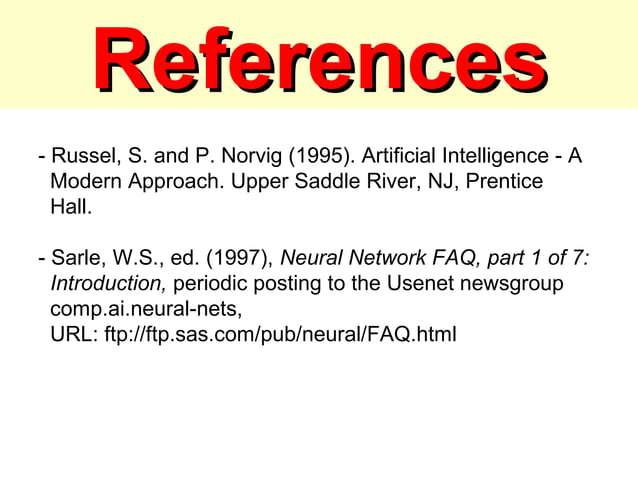 References
- Russel, S. and P. Norvig (1995). Artificial Intelligence - A
Modern Approach. Upper Saddle River, NJ, Prentice
Hall.
- Sarle, W.S., ed. (1997), Neural Network FAQ, part 1 of 7:
Introduction, periodic posting to the Usenet newsgroup
comp.ai.neural-nets,
URL: ftp://ftp.sas.com/pub/neural/FAQ.html